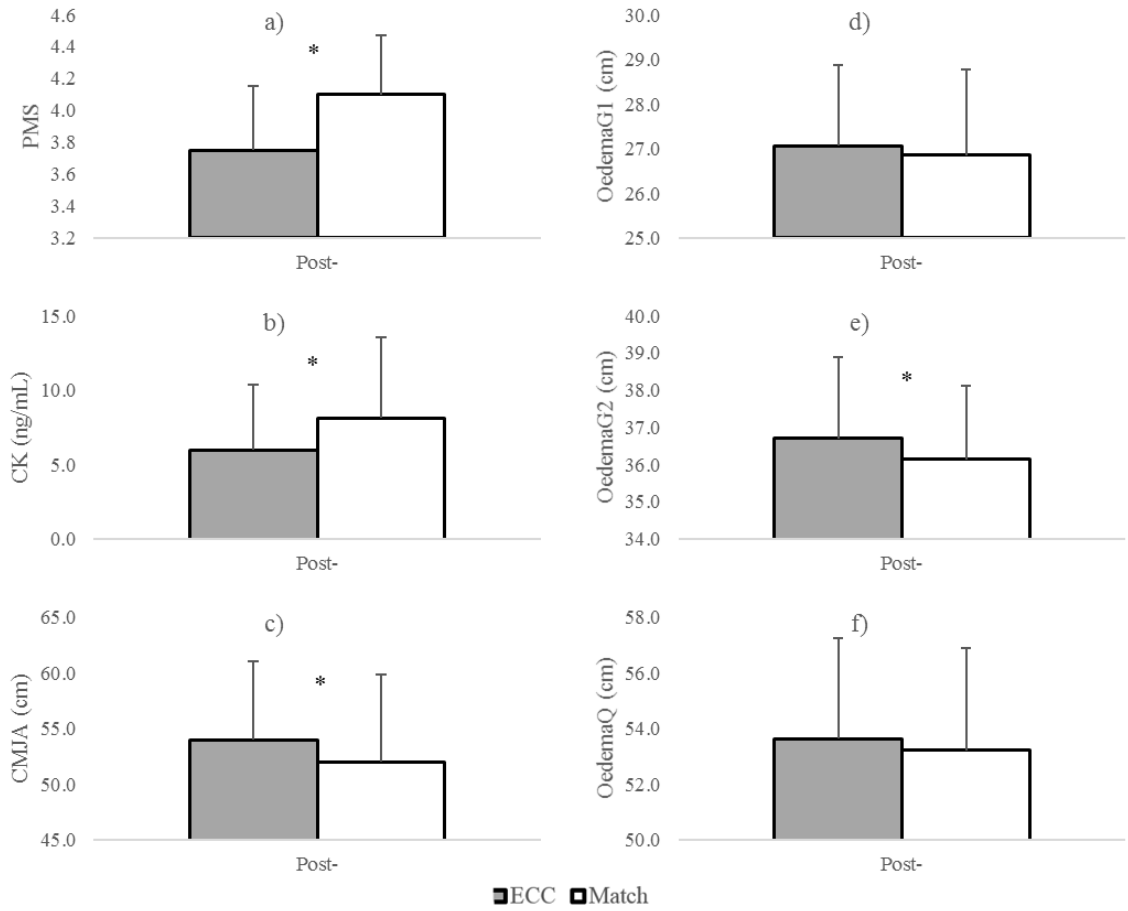 a)
PMS
4.6
4.4
4.2
4.0
3.8
3.6
3.4
3.2
*
Post-
d)
OedemaG1 (cm)
30.0
29.0
28.0
27.0
26.0
25.0
Post-
b)
CK (ng/mL)
15.0
10.0
5.0
0.0
*
Post-
e)
OedemaG2 (cm)
40.0
39.0
38.0
37.0
36.0
35.0
34.0
*
Post-
c)
CMJA (cm)
65.0
60.0
55.0
50.0
45.0
*
Post-
f)
OedemaQ (cm)
58.0
56.0
54.0
52.0
50.0
Post-
ECC Match